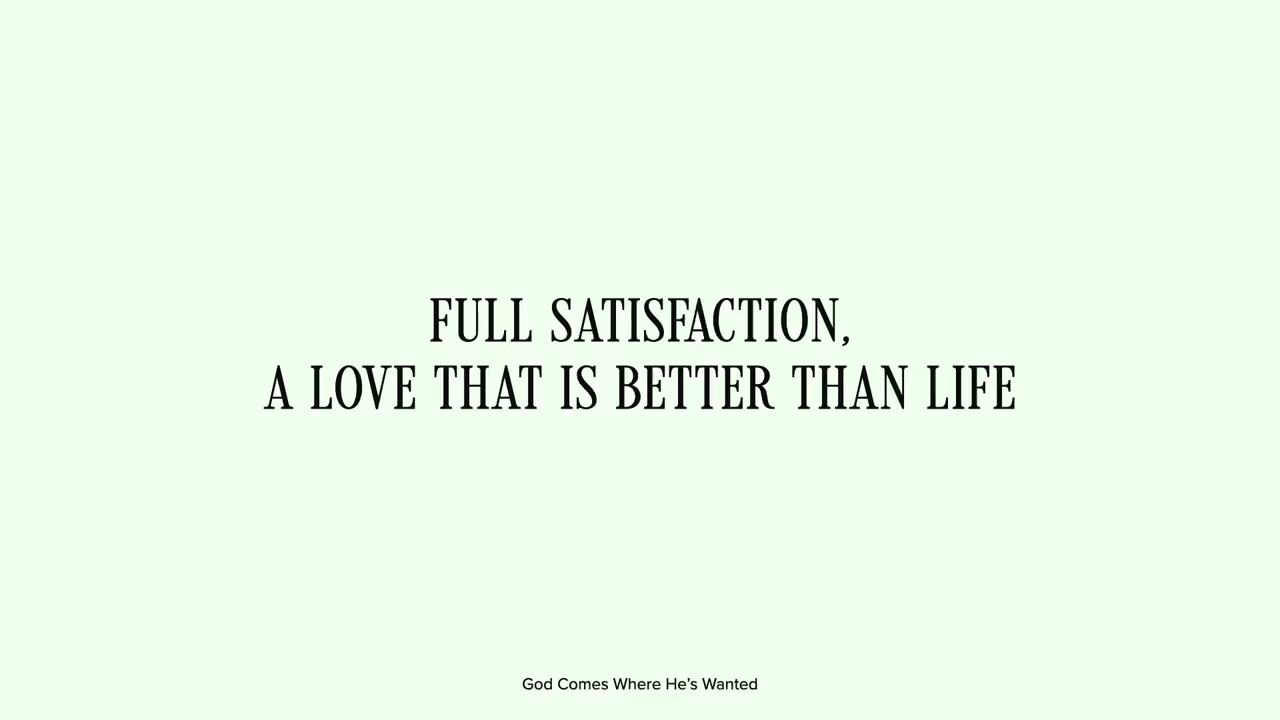 FULL SATISFACTION,
A LOVE THAT IS BETTER THAN LIFE
God Comes Where He’s Wanted